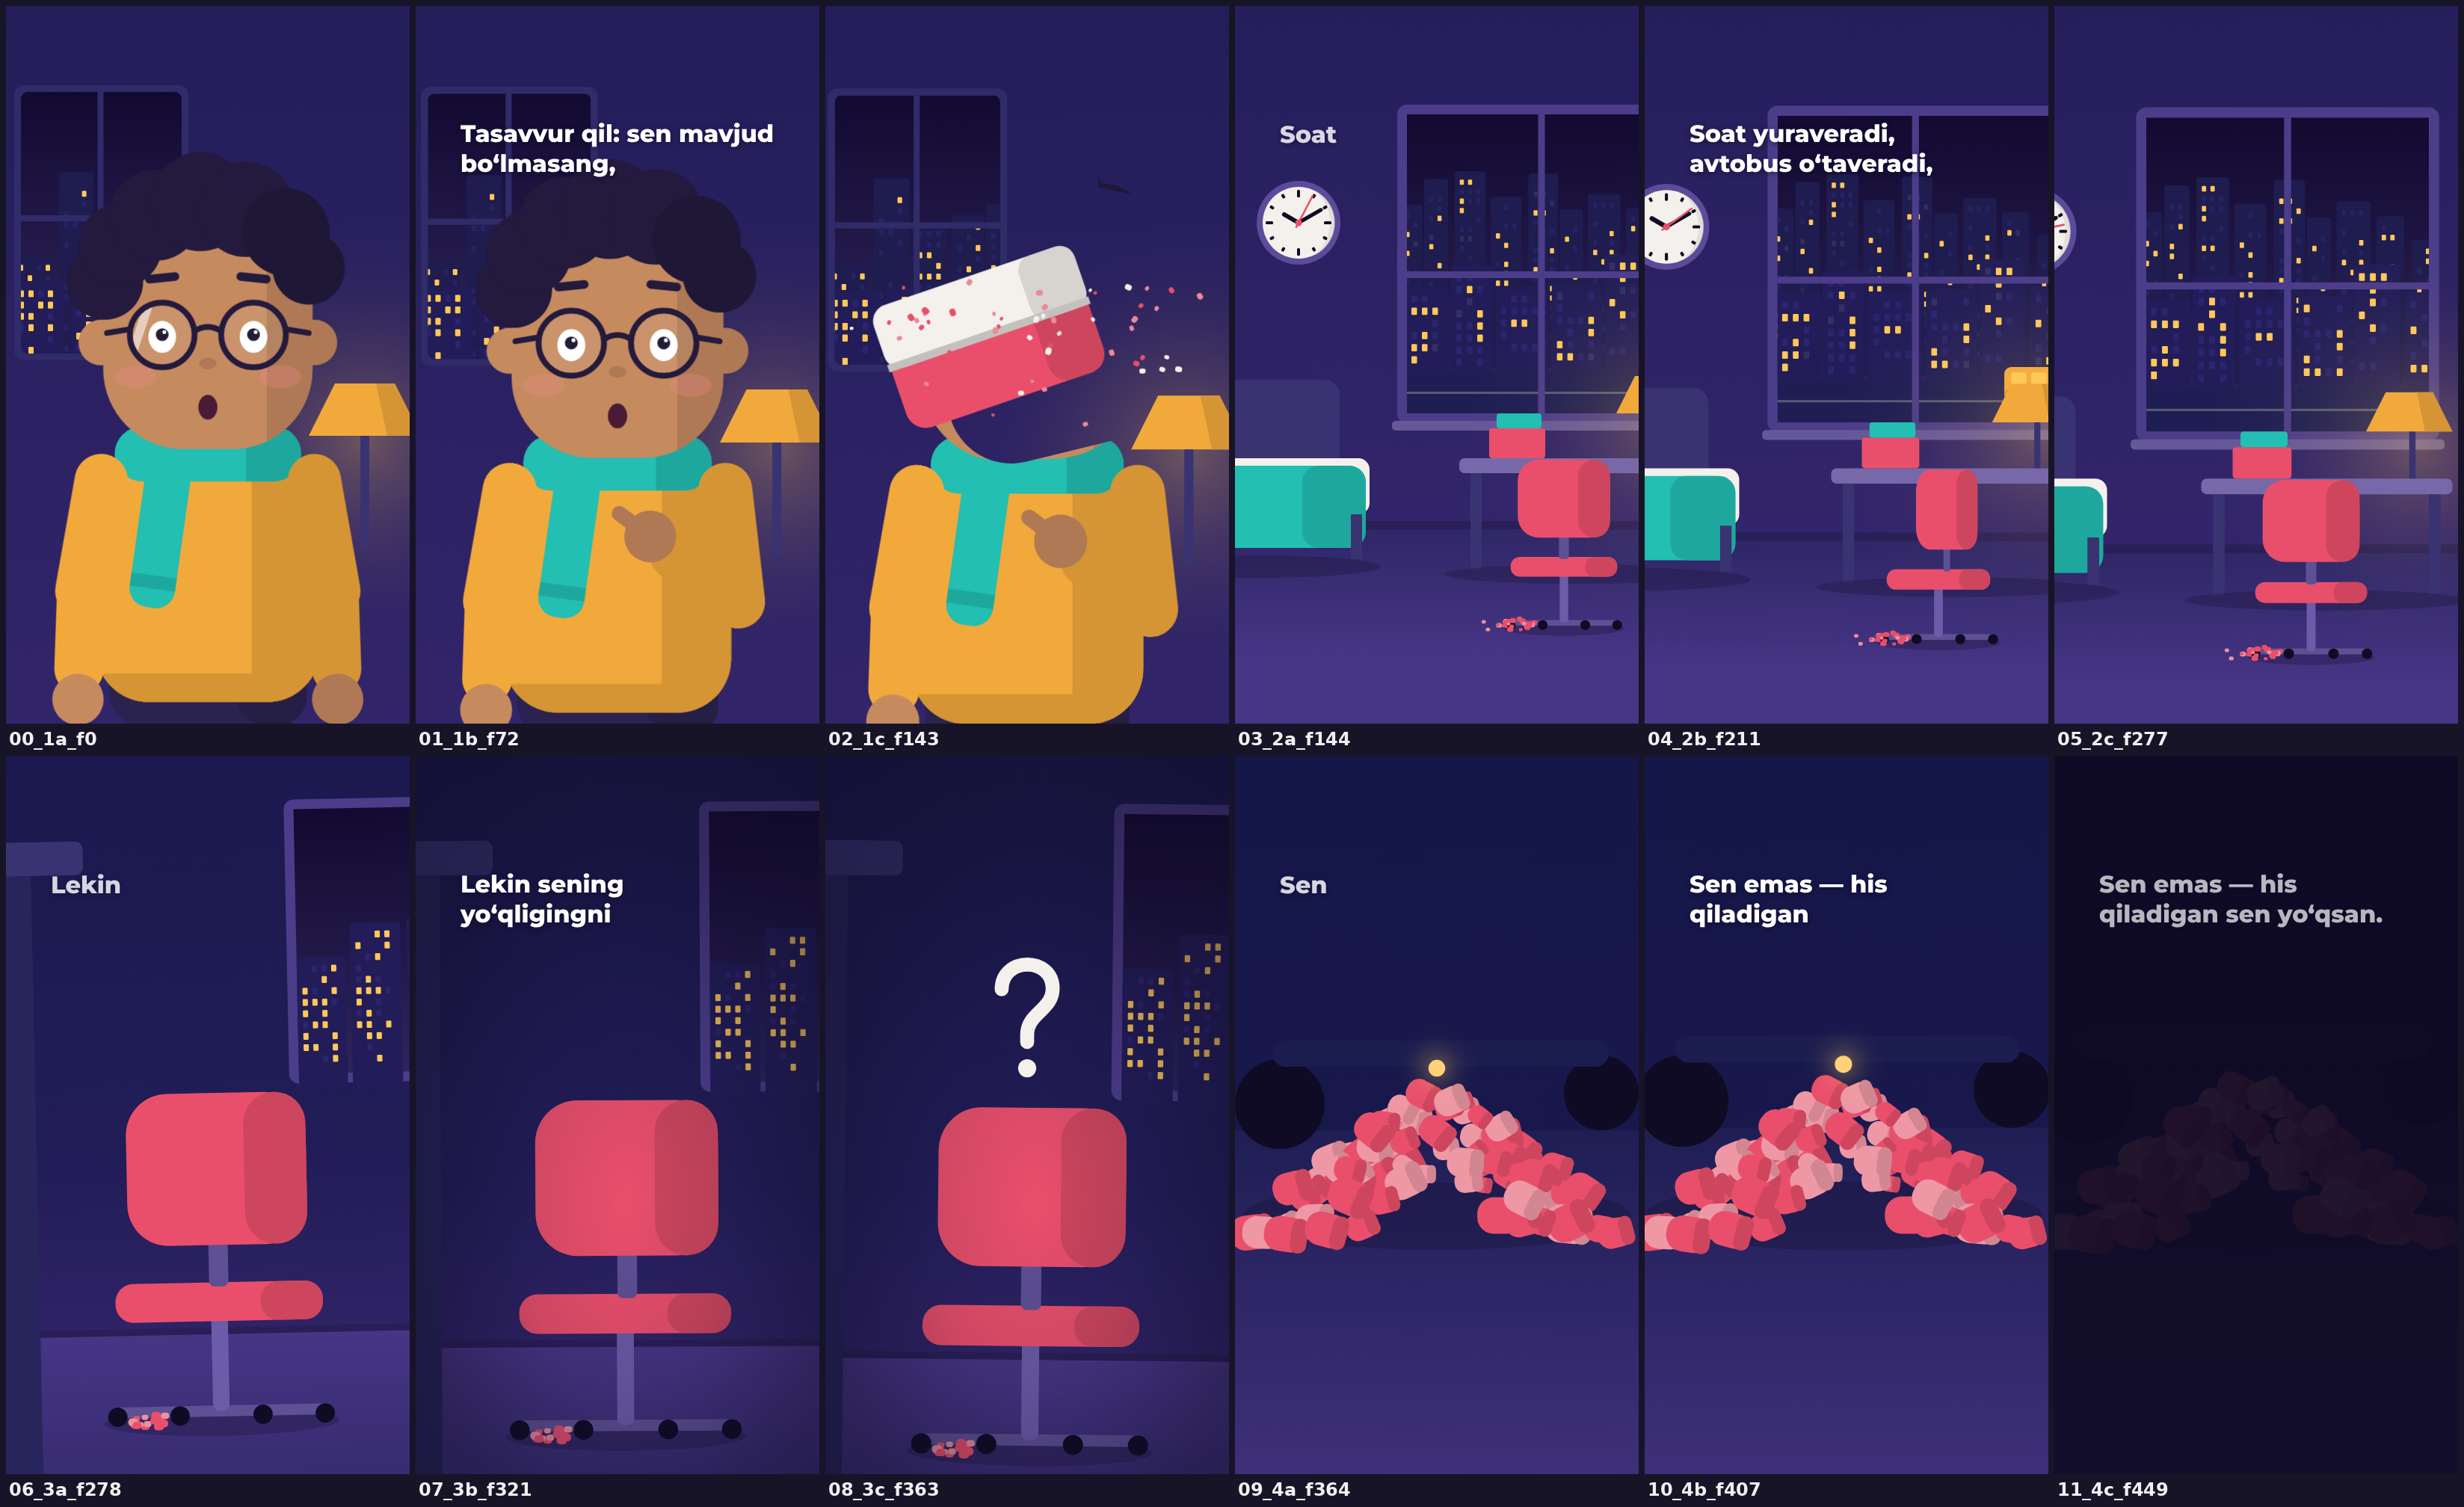 Tasavvur qil: sen mavjud
bo‘lmasang,
Soat
Soat yuraveradi,
avtobus o‘taveradi,
00_1a_f0
01_1b_f72
02_1c_f143
03_2a_f144
04_2b_f211
05_2c_f277
Lekin
Lekin sening
yo‘qligingni
?
Sen
Sen emas — his
qiladigan
Sen emas — his
qiladigan sen yo‘qsan.
06_3a_f278
07_3b_f321
08_3c_f363
09_4a_f364
10_4b_f407
11_4c_f449